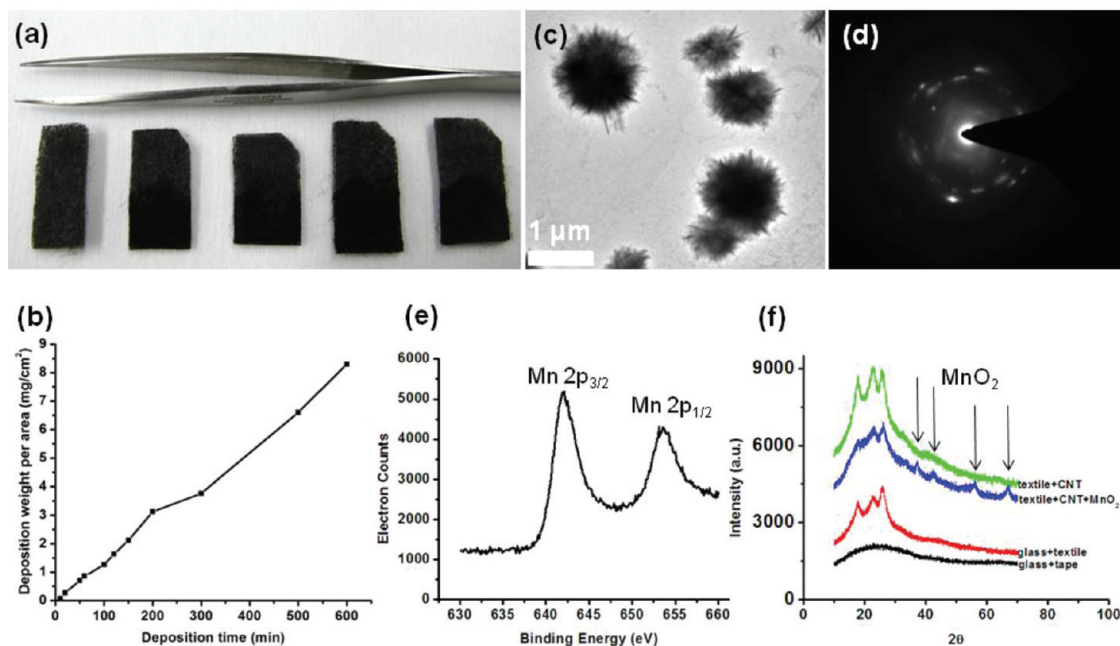 (a)
(c)
(d)
1 µm
(b)
Deposition weight per area (mg/cm²)
9
8
7
6
5
4
3
2
1
0
0 100 200 300 400 500 600
Deposition time (min)
(e)
Electron Counts
6000
5000
4000
3000
2000
1000
0
Mn 2p3/2
Mn 2p1/2
630 635 640 645 650 655 660
Binding Energy (eV)
(f)
Intensity (a.u.)
9000
6000
3000
0
MnO₂
textile+CNT
textile+CNT+MnO₂
glass+textile
glass+tape
0 20 40 60 80 100
2θ